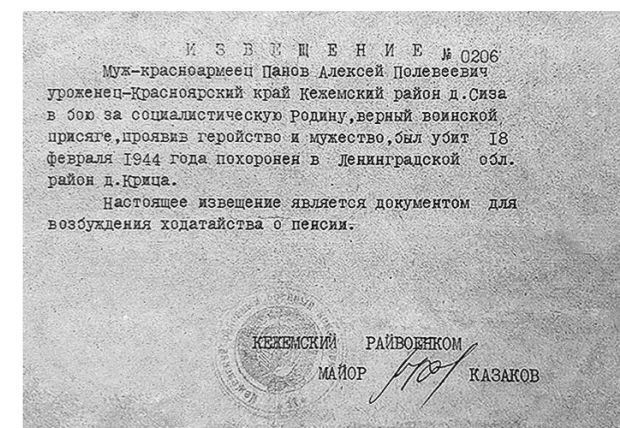 ИЗВЕЩЕНИЕ № 0206
Муж-красноармеец Панов Алексей Полевеевич
уроженец-Красноярский край Кежемский район д.Сиза
в бою за социалистическую Родину,верный воинской
присяге,проявив геройство и мужество,был убит 18
февраля 1944 года похоронен в Ленинградской обл.
район д.Крица.
Настоящее извещение является документом для
возбуждения ходатайства о пенсии.
КЕЖЕМСКИЙ РАЙВОЕНКОМ
МАЙОР КАЗАКОВ